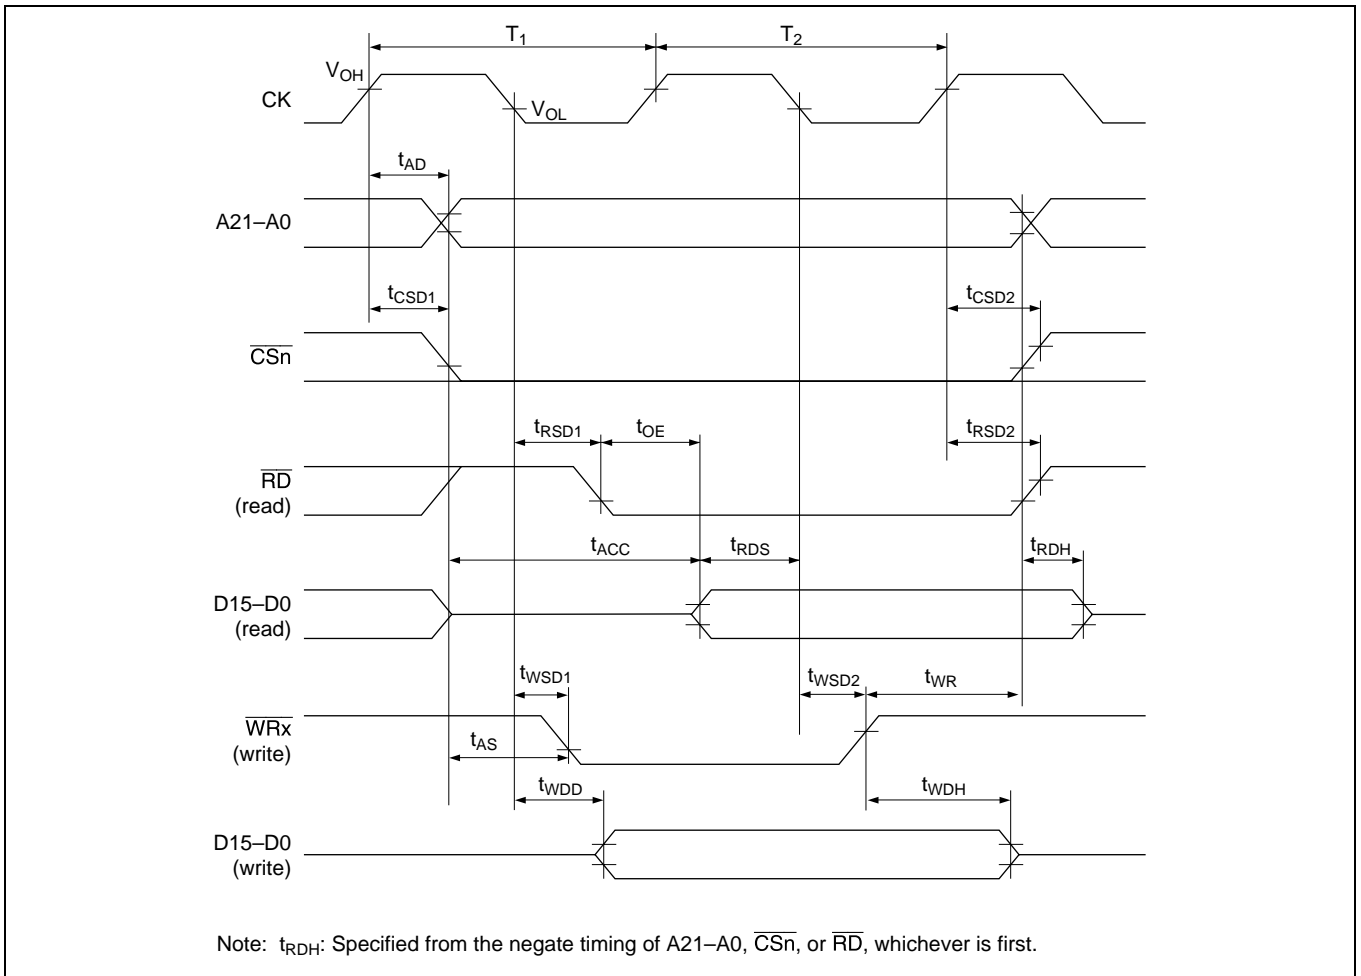 T1
T2
VOH
CK
VOL
tAD
A21–A0
tCSD1
tCSD2
CSn
tRSD1
tOE
tRSD2
RD
(read)
tACC
tRDS
tRDH
D15–D0
(read)
tWSD1
tWSD2
tWR
WRx
(write)
tAS
tWDD
tWDH
D15–D0
(write)
Note: tRDH: Specified from the negate timing of A21–A0, CSn, or RD, whichever is first.